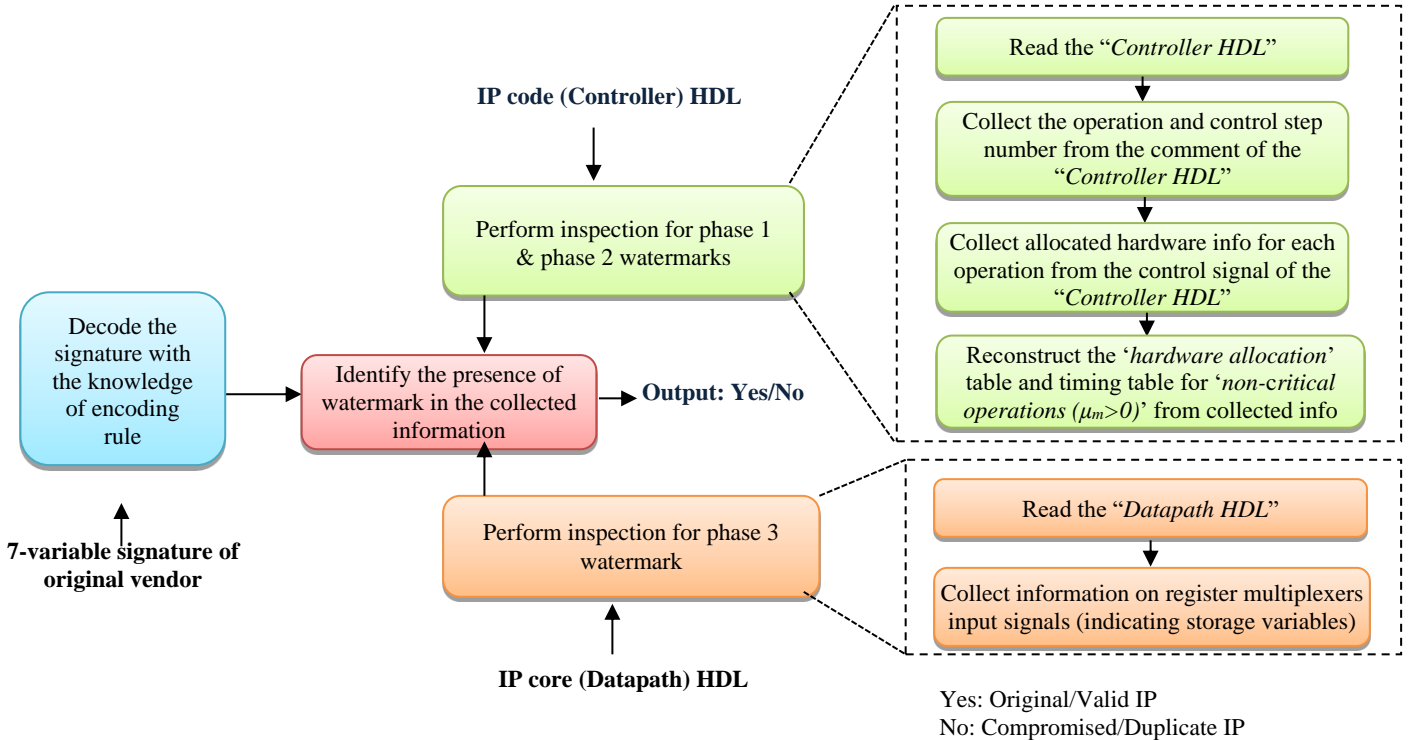 Read the “Controller HDL”
IP code (Controller) HDL
Collect the operation and control step
number from the comment of the
“Controller HDL”
Perform inspection for phase 1
& phase 2 watermarks
Collect allocated hardware info for each
operation from the control signal of the
“Controller HDL”
Decode the
signature with
the knowledge
of encoding
rule
Identify the presence of
watermark in the collected
information
Output: Yes/No
Reconstruct the ‘hardware allocation’
table and timing table for ‘non-critical
operations (μm>0)’ from collected info
7-variable signature of
original vendor
Perform inspection for phase 3
watermark
Read the “Datapath HDL”
Collect information on register multiplexers
input signals (indicating storage variables)
IP core (Datapath) HDL
Yes: Original/Valid IP
No: Compromised/Duplicate IP